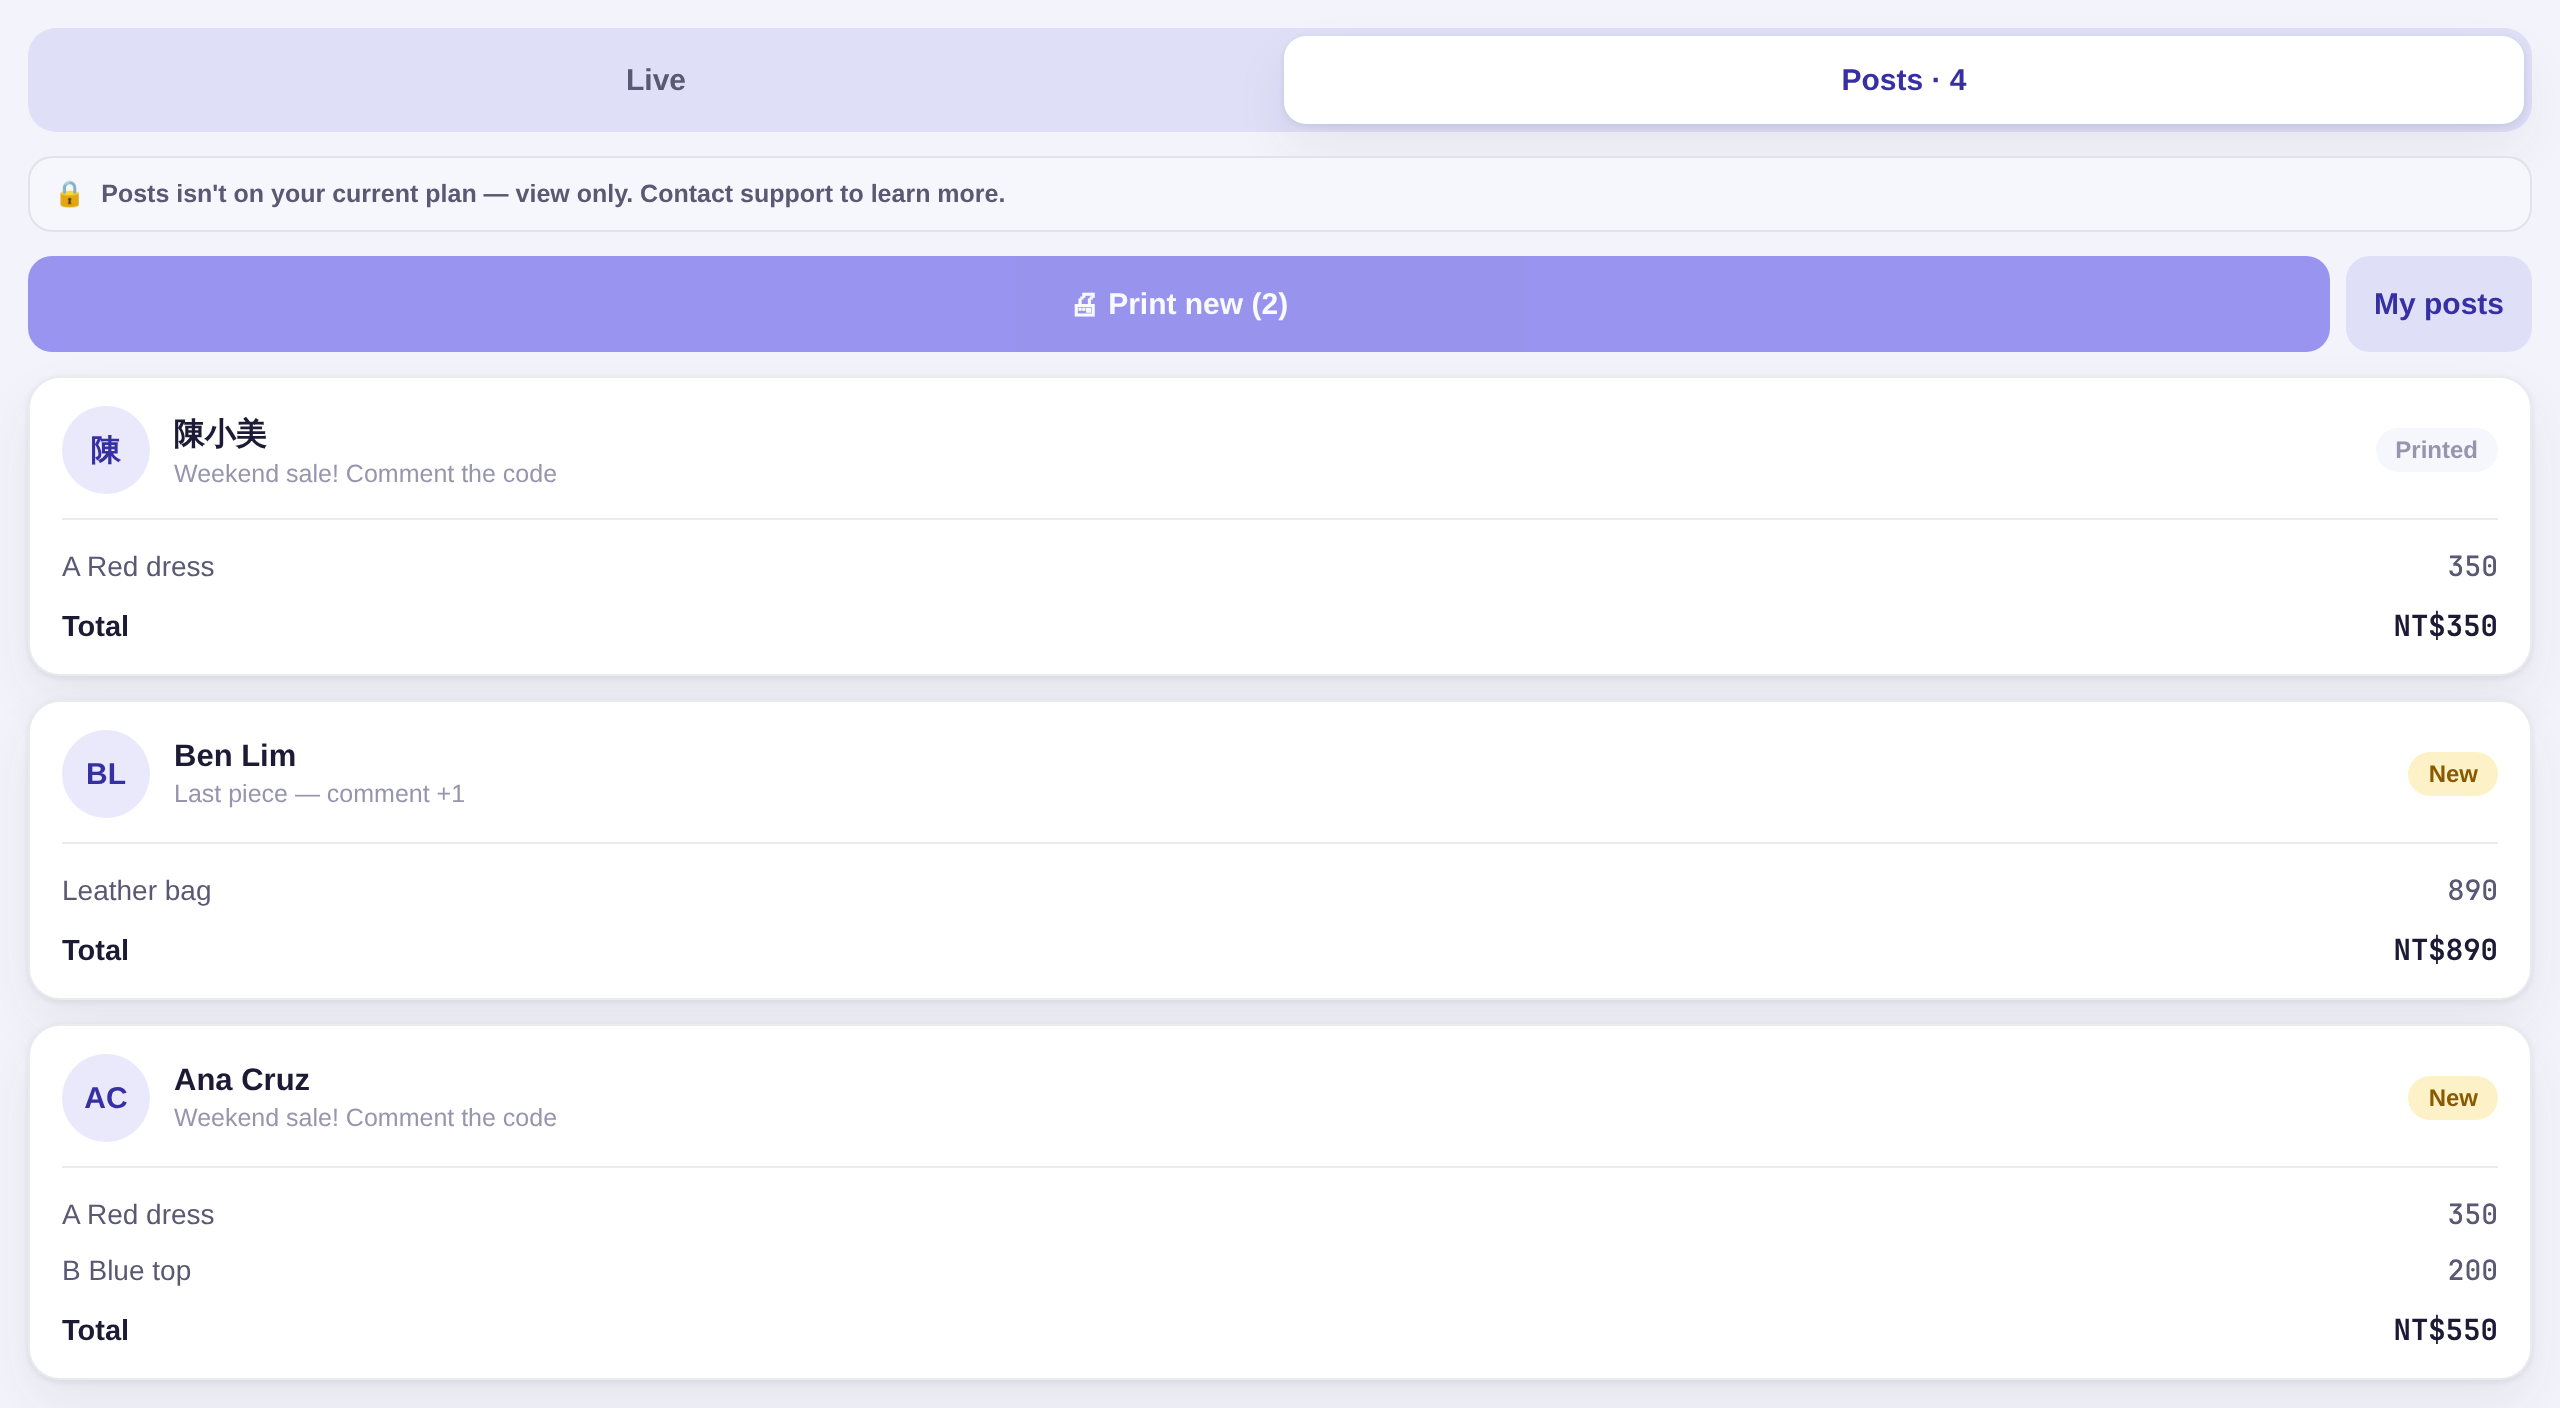 Live
Posts · 4
🔒 Posts isn't on your current plan — view only. Contact support to learn more.
🖨 Print new (2)
My posts
陳
陳小美
Weekend sale! Comment the code
Printed
A Red dress 350
Total NT$350
BL
Ben Lim
Last piece — comment +1
New
Leather bag 890
Total NT$890
AC
Ana Cruz
Weekend sale! Comment the code
New
A Red dress 350
B Blue top 200
Total NT$550